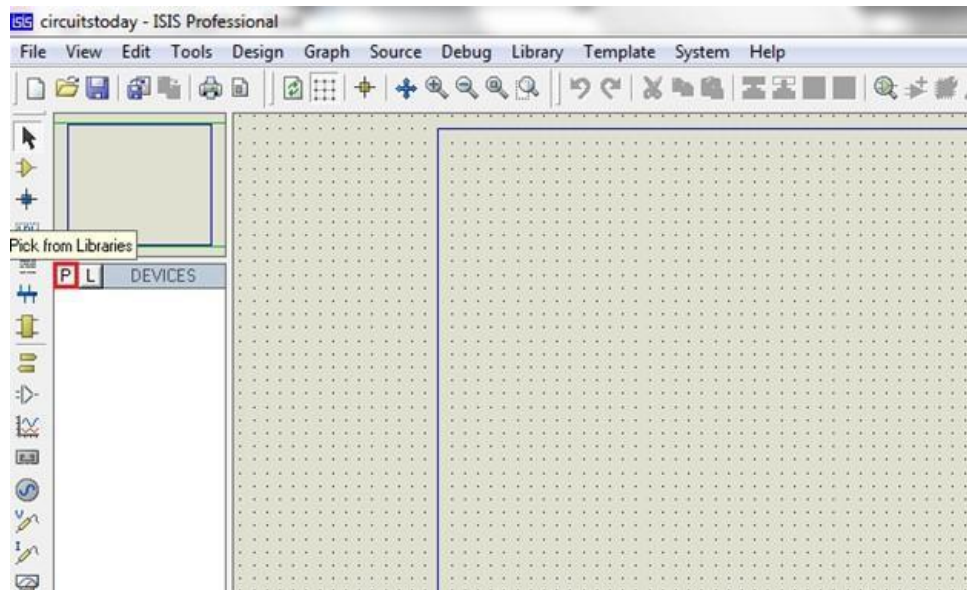 ISIS circuitstoday - ISIS Professional
File View Edit Tools Design Graph Source Debug Library Template System Help
Pick from Libraries
P L DEVICES